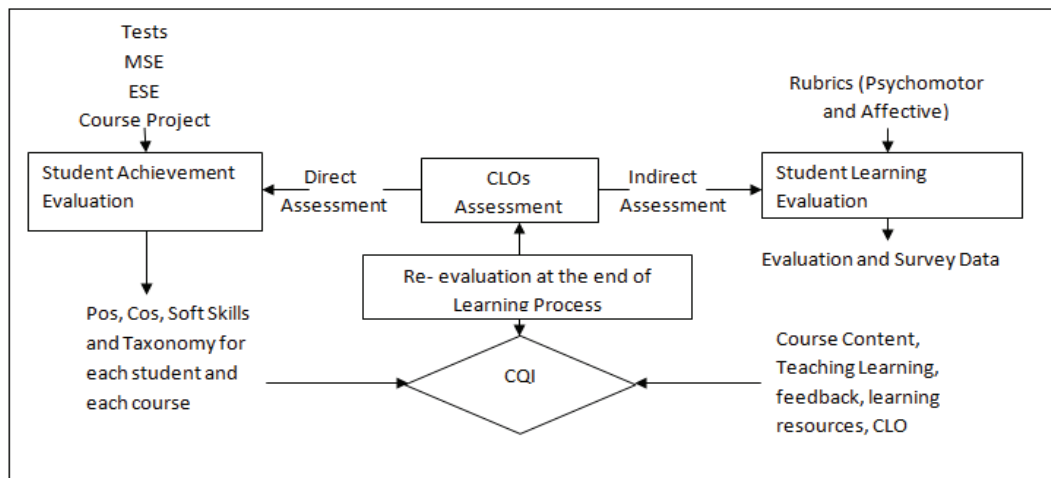 Tests
MSE
ESE
Course Project
Rubrics (Psychomotor
and Affective)
Student Achievement
Evaluation
Direct
Assessment
CLOs
Assessment
Indirect
Assessment
Student Learning
Evaluation
Evaluation and Survey Data
Re- evaluation at the end of
Learning Process
Pos, Cos, Soft Skills
and Taxonomy for
each student and
each course
CQI
Course Content,
Teaching Learning,
feedback, learning
resources, CLO